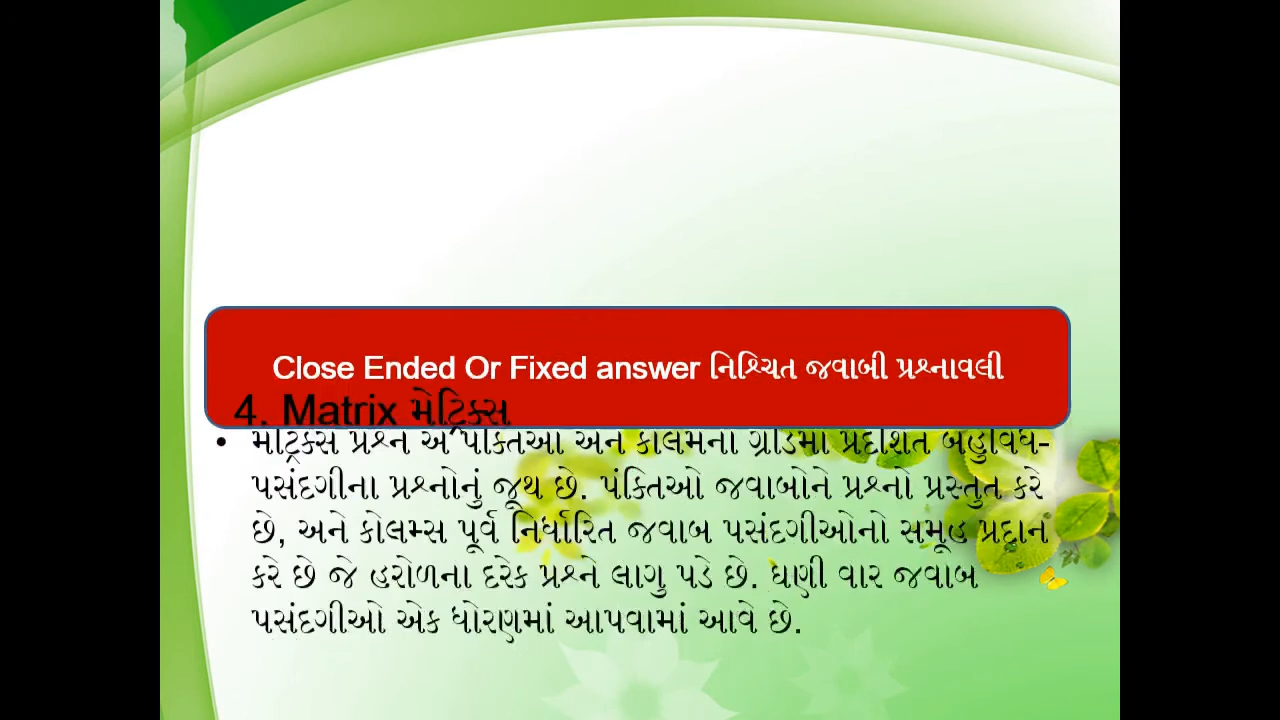 Close Ended Or Fixed answer નિશ્ચિત જવાબી પ્રશ્નાવલી
4. Matrix મેટ્રિક્સ
• મેટ્રિક્સ પ્રશ્ન એ પંક્તિઓ અને કોલમના ગ્રીડમાં પ્રદર્શિત બહુવિધ-
પસંદગીના પ્રશ્નોનું જૂથ છે. પંક્તિઓ જવાબોને પ્રશ્નો પ્રસ્તુત કરે
છે, અને કોલમ્સ પૂર્વ નિર્ધારિત જવાબ પસંદગીઓનો સમૂહ પ્રદાન
કરે છે જે હરોળના દરેક પ્રશ્ને લાગુ પડે છે. ઘણી વાર જવાબ
પસંદગીઓ એક ધોરણમાં આપવામાં આવે છે.